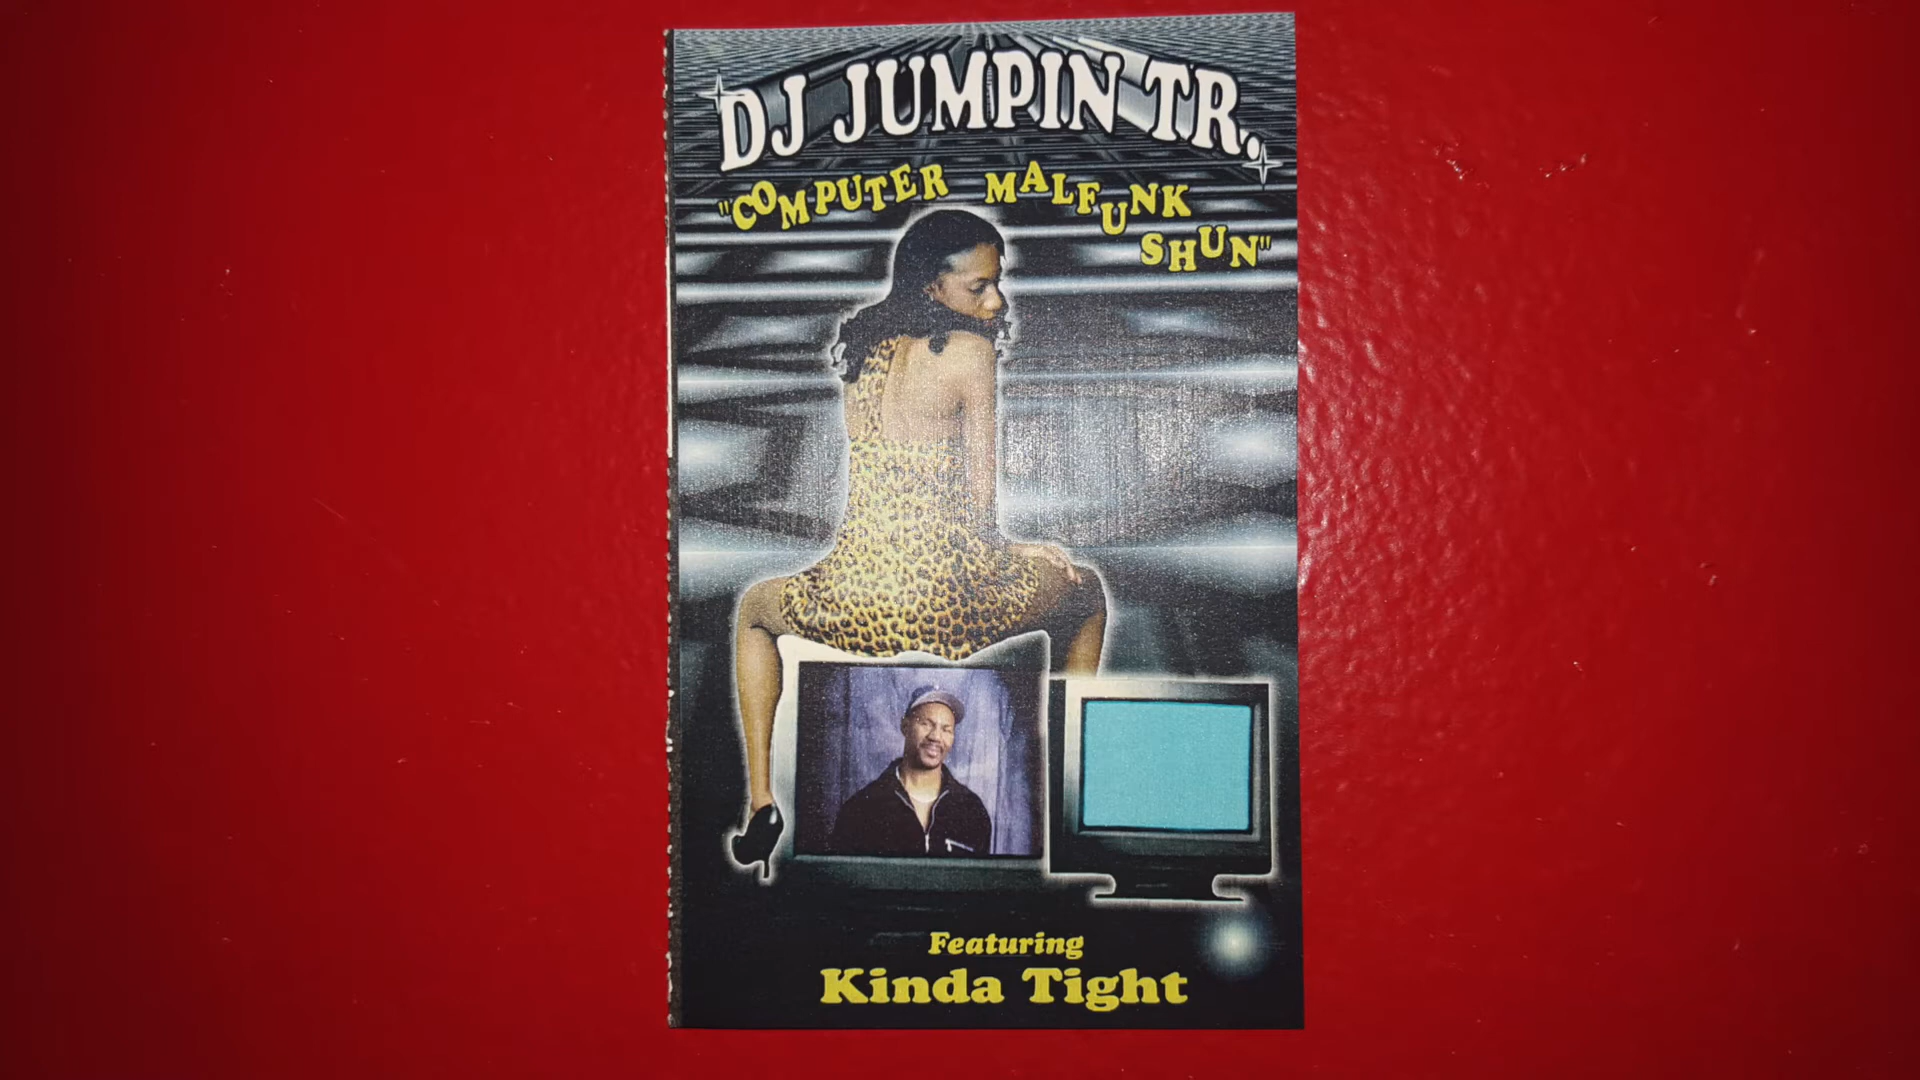 DJ JUMPIN TR..
"COMPUTER MALFUNK
SHUN"
Featuring
Kinda Tight